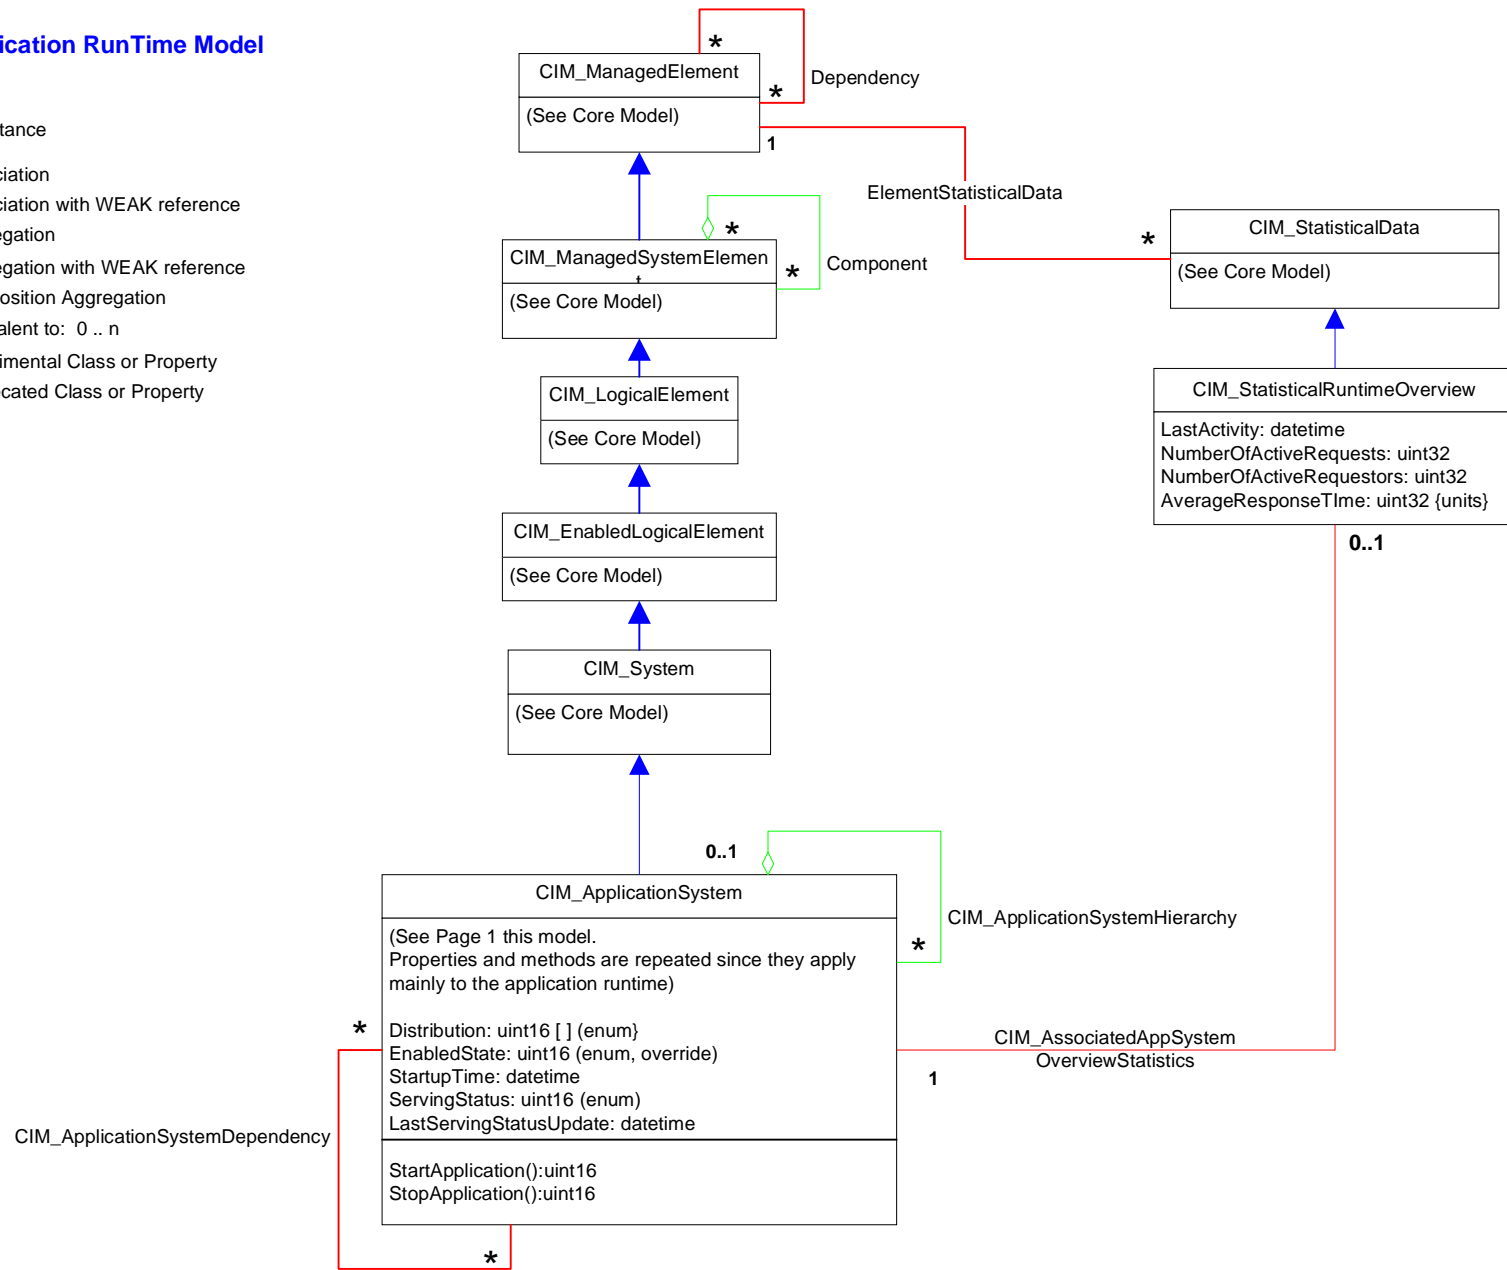 ication RunTime Model
tance
ciation
ciation with WEAK reference
egation
egation with WEAK reference
osition Aggregation
alent to: 0 .. n
imental Class or Property
cated Class or Property
*
CIM_ManagedElement
*
Dependency
(See Core Model)
1
ElementStatisticalData
*
CIM_StatisticalData
(See Core Model)
*
CIM_ManagedSystemElemen
t
*
Component
(See Core Model)
CIM_LogicalElement
(See Core Model)
CIM_StatisticalRuntimeOverview
LastActivity: datetime
NumberOfActiveRequests: uint32
NumberOfActiveRequestors: uint32
AverageResponseTIme: uint32 {units}
0..1
CIM_EnabledLogicalElement
(See Core Model)
CIM_System
(See Core Model)
0..1
CIM_ApplicationSystem
CIM_ApplicationSystemHierarchy
*
(See Page 1 this model.
Properties and methods are repeated since they apply
mainly to the application runtime)
*
Distribution: uint16 [ ] (enum}
EnabledState: uint16 (enum, override)
StartupTime: datetime
ServingStatus: uint16 (enum)
LastServingStatusUpdate: datetime
CIM_AssociatedAppSystem
OverviewStatistics
1
CIM_ApplicationSystemDependency
StartApplication():uint16
StopApplication():uint16
*